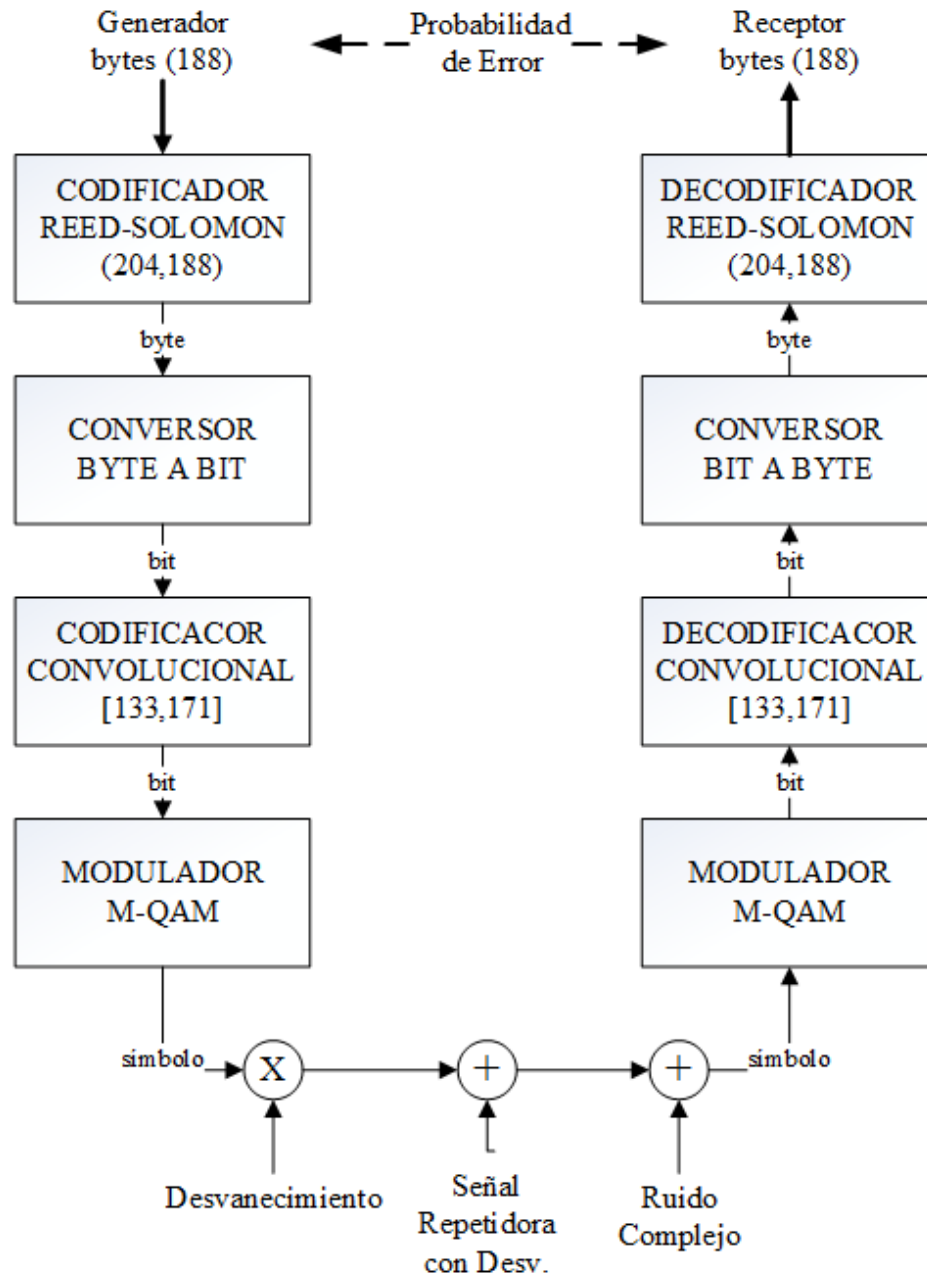 Generador
bytes (188)
Probabilidad
de Error
Receptor
bytes (188)
CODIFICADOR
REED-SOLOMON
(204,188)
byte
CONVERSOR
BYTE A BIT
bit
CODIFICACOR
CONVOLUCIONAL
[133,171]
bit
MODULADOR
M-QAM
simbolo
X
+
+
simbolo
Desvanecimiento
Señal
Repetidora
con Desv.
Ruido
Complejo
DECODIFICADOR
REED-SOLOMON
(204,188)
byte
CONVERSOR
BIT A BYTE
bit
DECODIFICACOR
CONVOLUCIONAL
[133,171]
bit
MODULADOR
M-QAM